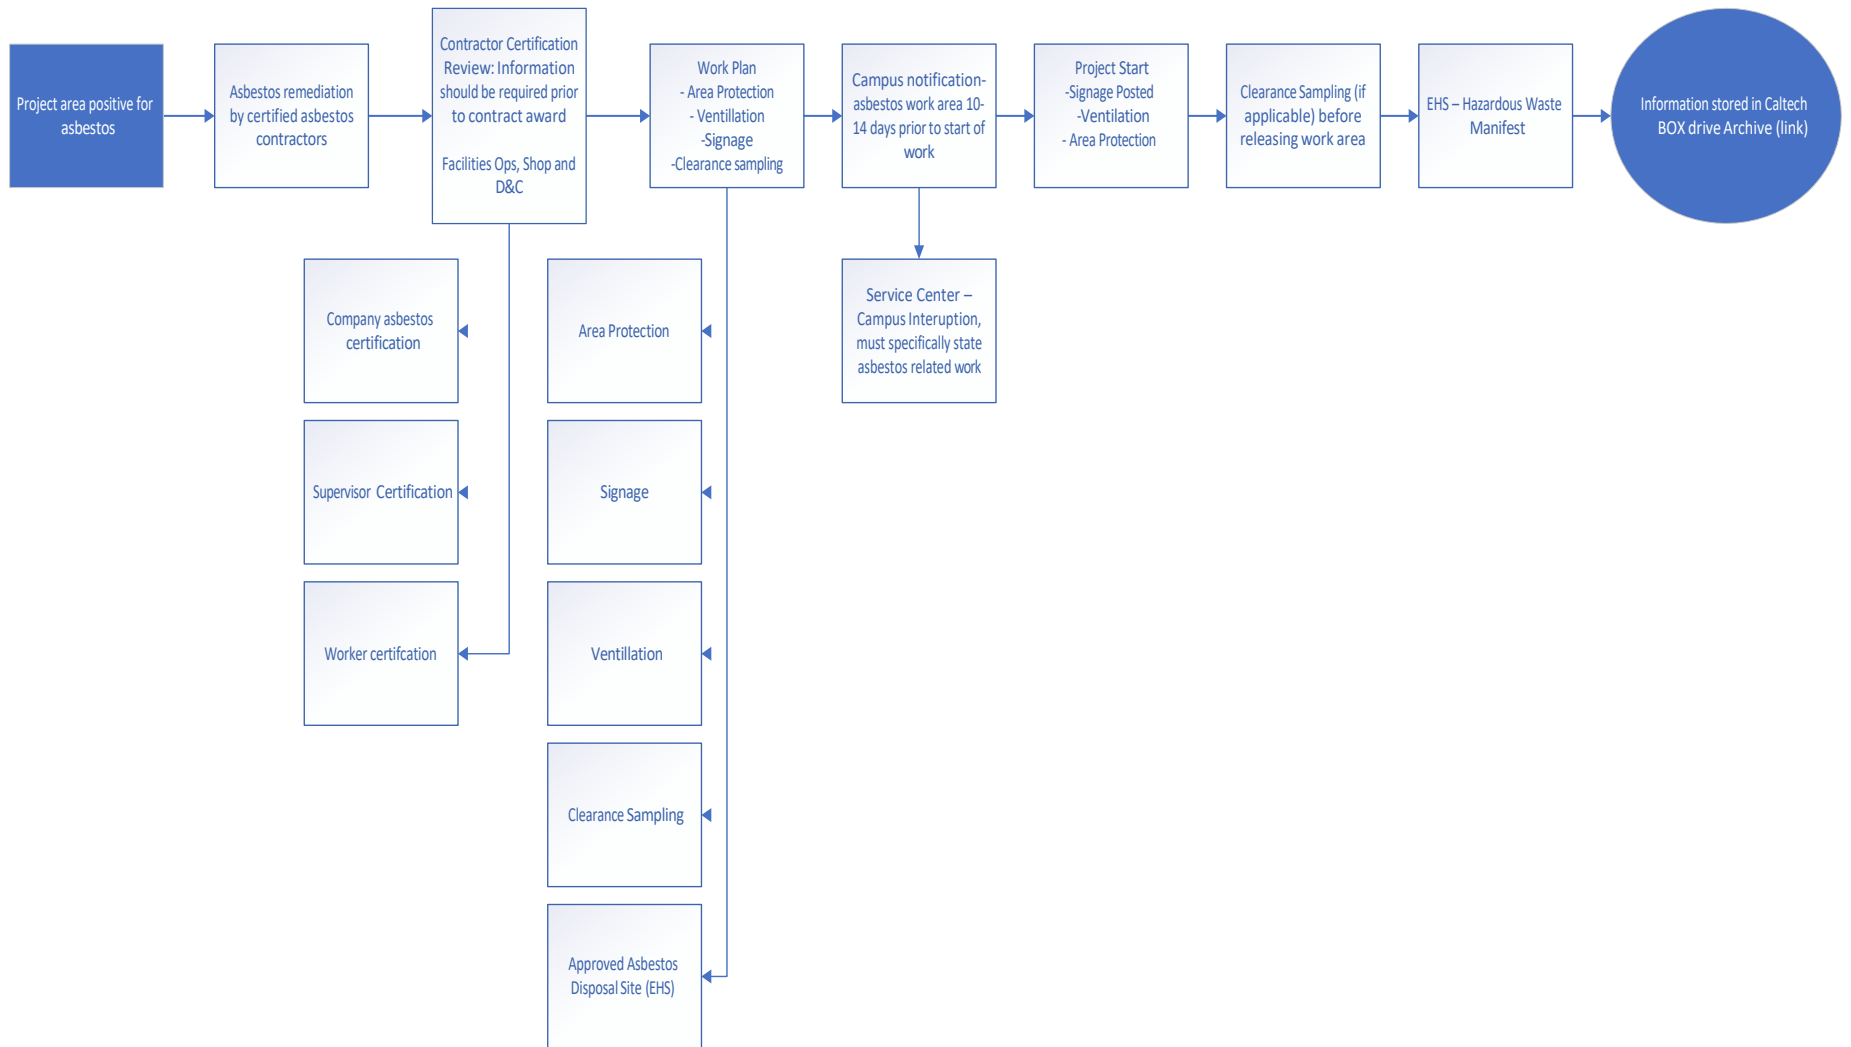 Project area positive for
asbestos
Asbestos remediation
by certified asbestos
contractors
Contractor Certification
Review: Information
should be required prior
to contract award
Facilities Ops, Shop and
D&C
Work Plan
- Area Protection
- Ventillation
-Signage
-Clearance sampling
Campus notification-
asbestos work area 10-
14 days prior to start of
work
Project Start
-Signage Posted
-Ventilation
- Area Protection
Clearance Sampling (if
applicable) before
releasing work area
EHS – Hazardous Waste
Manifest
Information stored in Caltech
BOX drive Archive (link)
Company asbestos
certification
Supervisor Certification
Worker certifcation
Area Protection
Signage
Ventillation
Clearance Sampling
Approved Asbestos
Disposal Site (EHS)
Service Center –
Campus Interuption,
must specifically state
asbestos related work